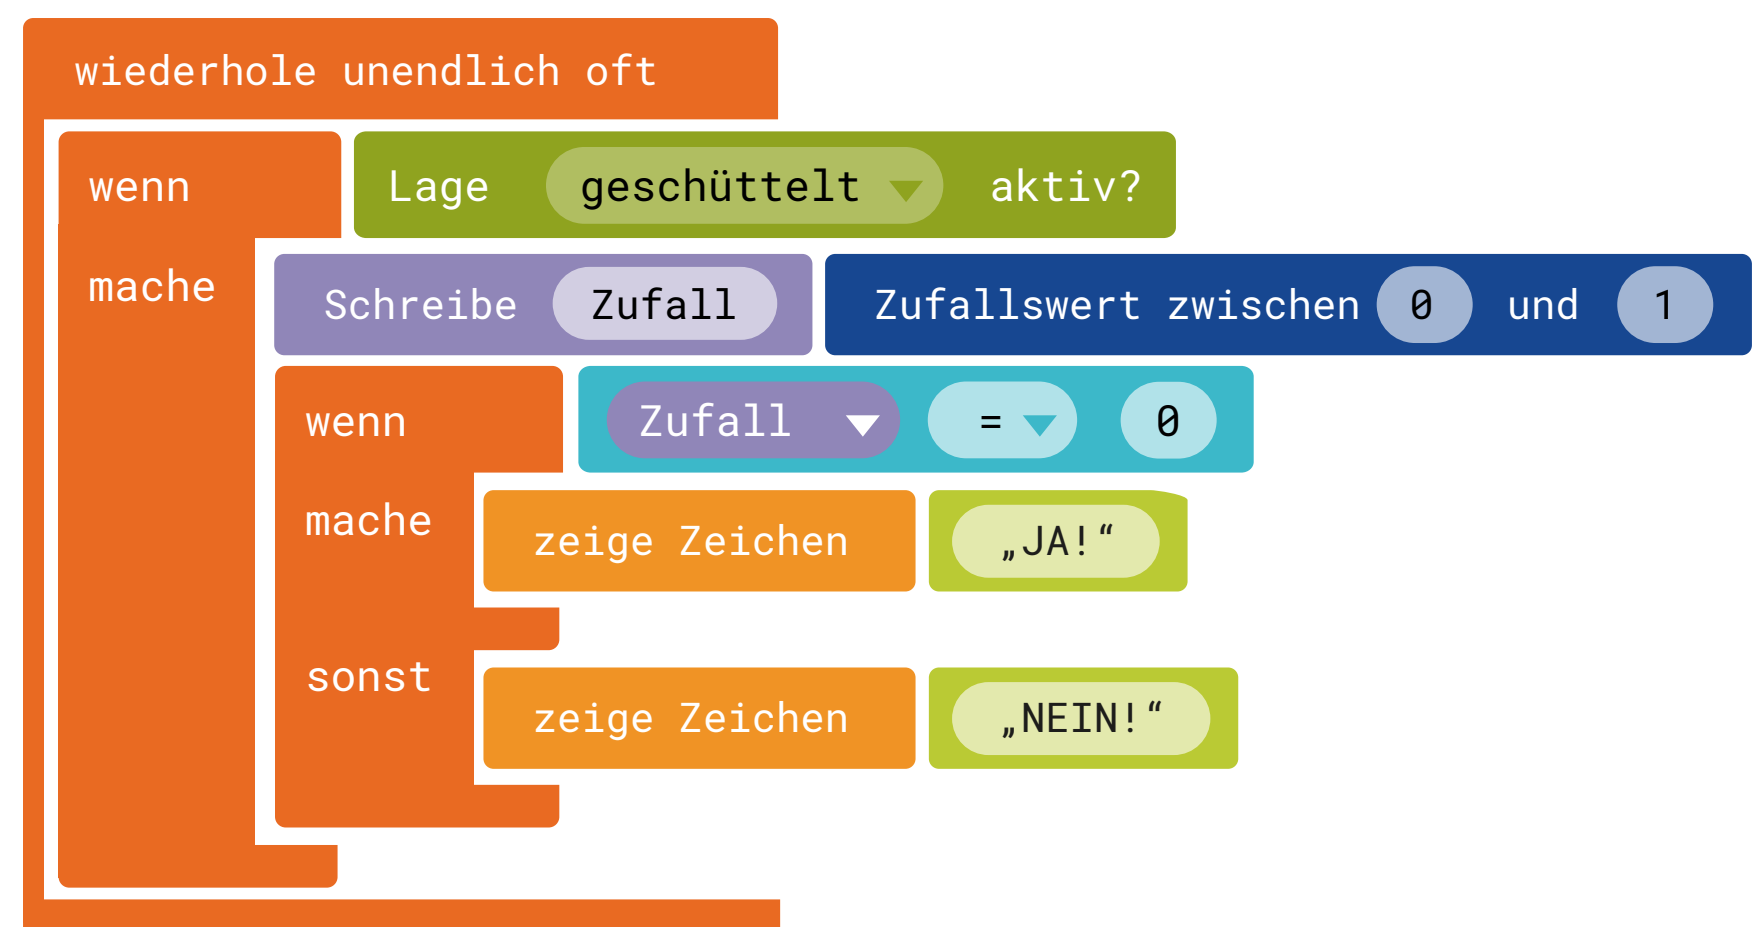 wiederhole unendlich oft
wenn Lage geschüttelt aktiv?
mache
Schreibe Zufall Zufallswert zwischen 0 und 1
wenn Zufall = 0
mache
zeige Zeichen „JA!“
sonst
zeige Zeichen „NEIN!“